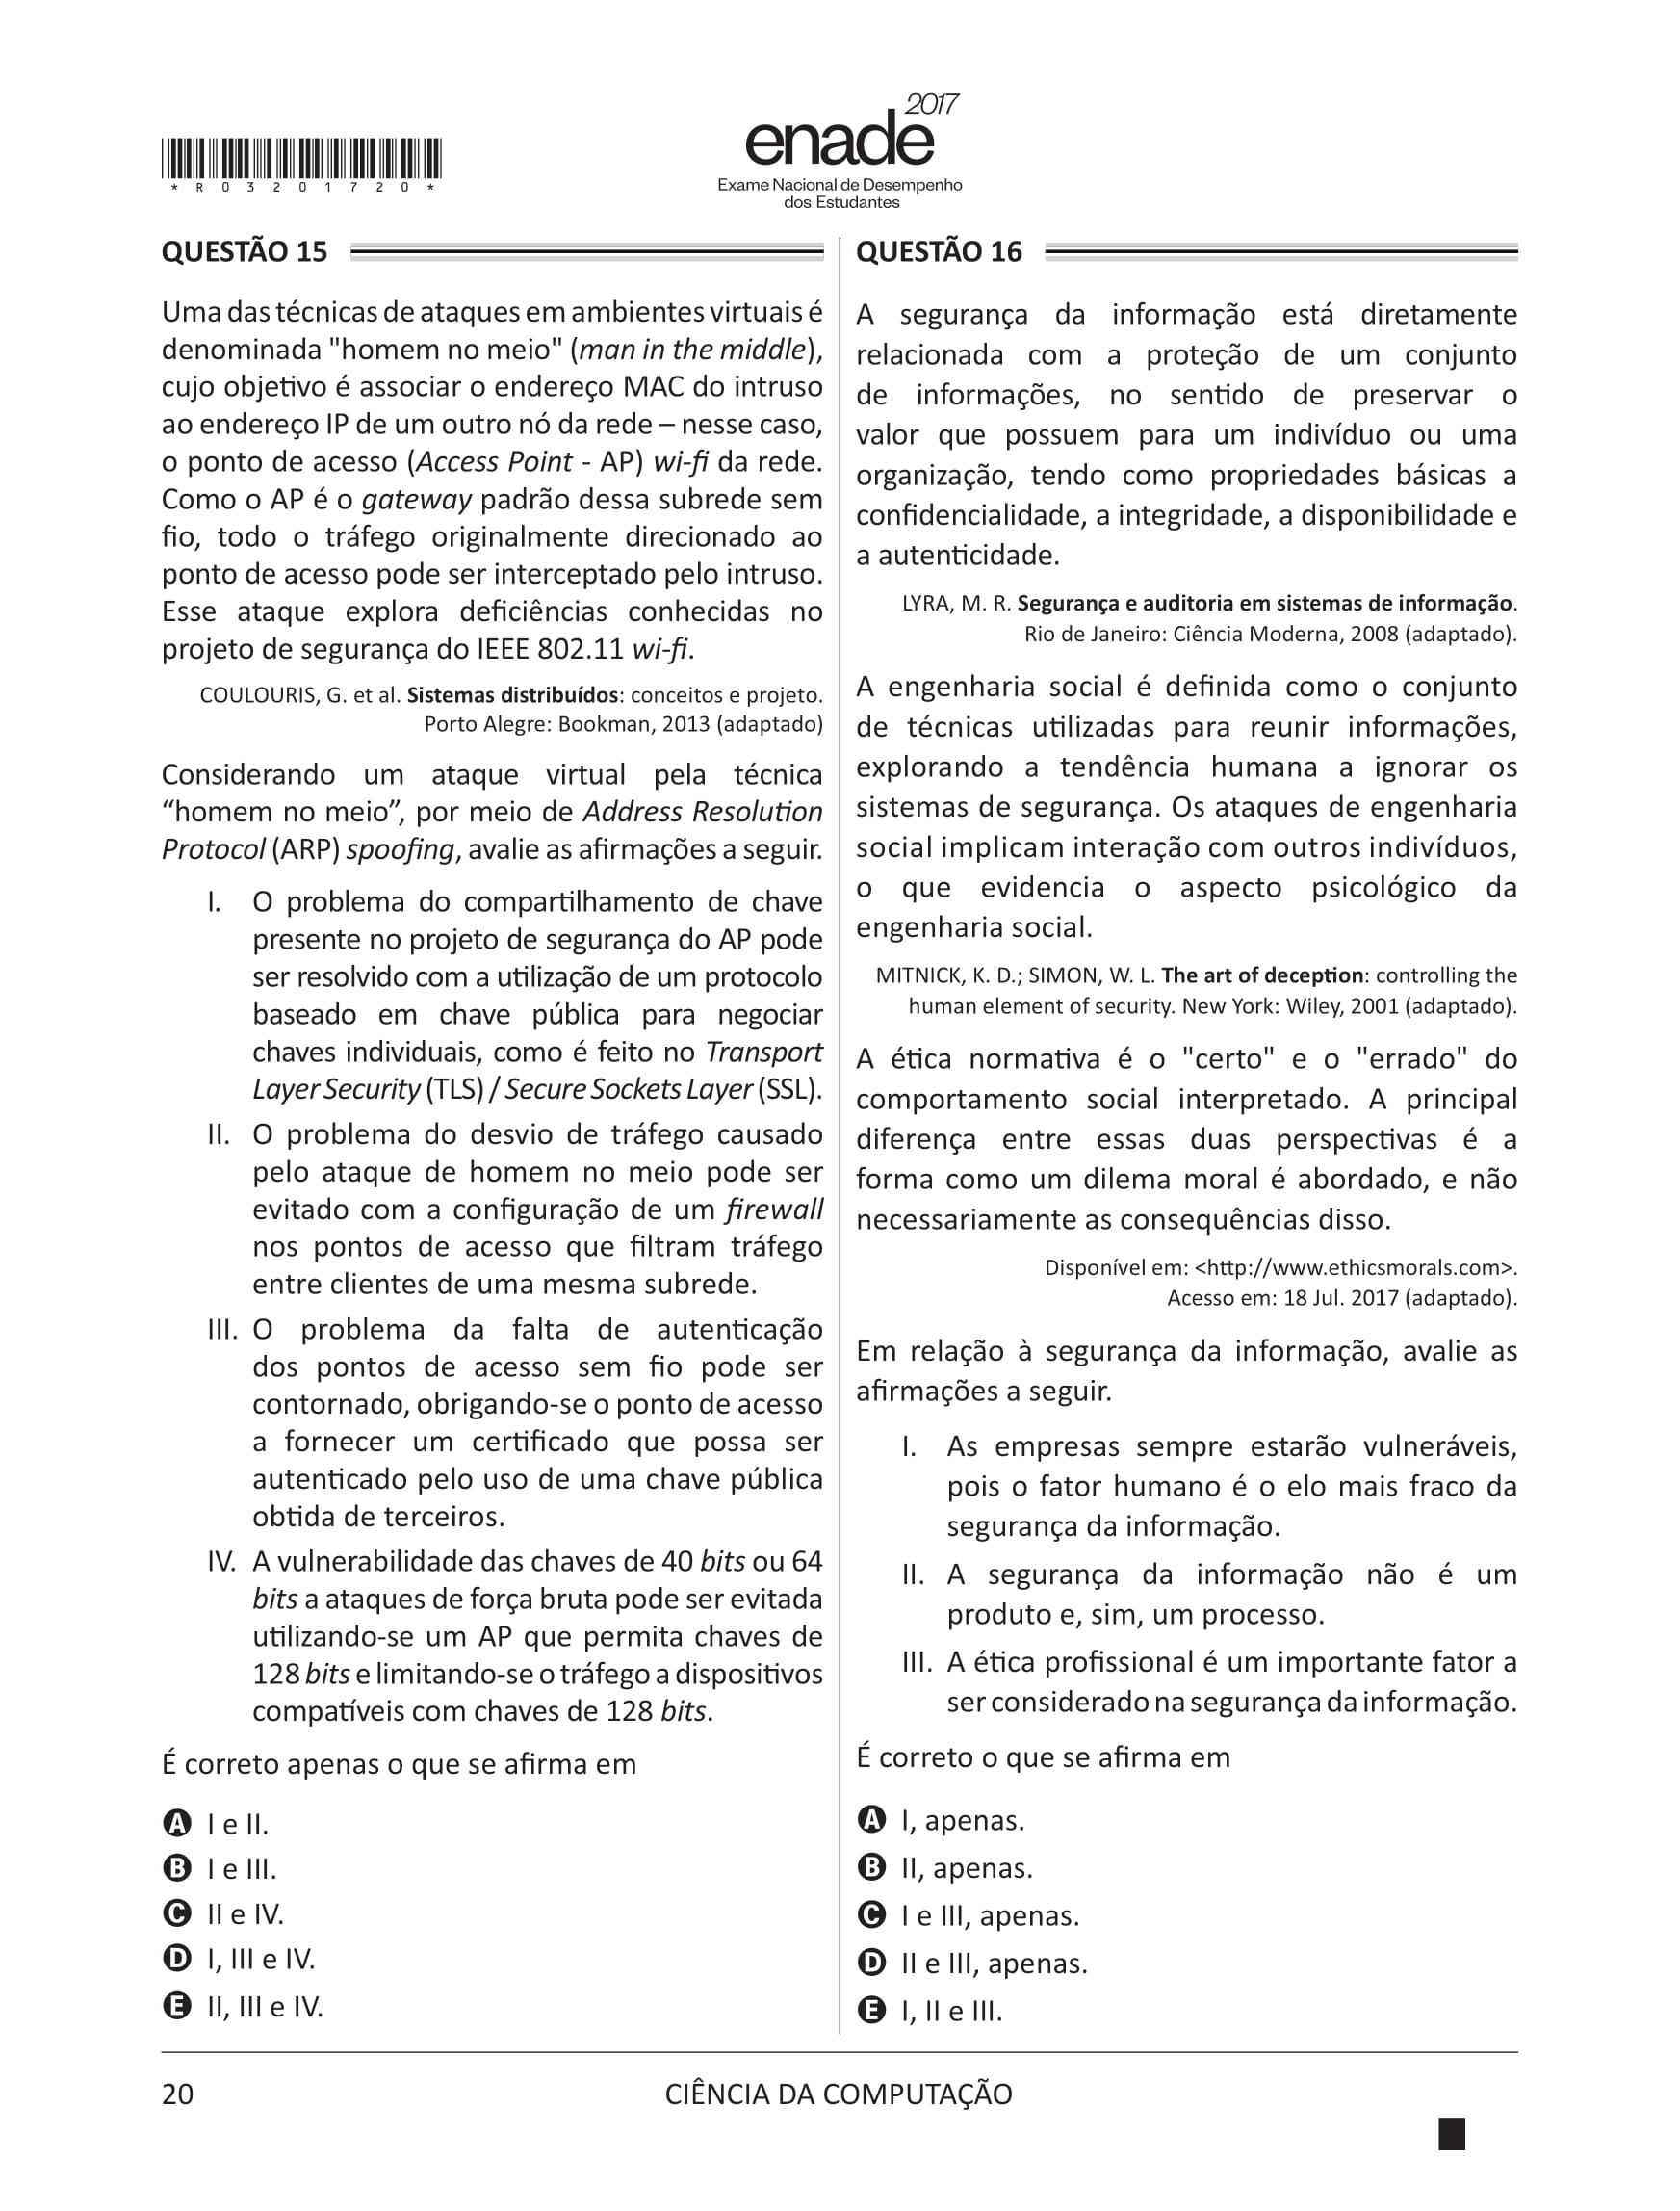 *R03201720*
2017
enade
Exame Nacional de Desempenho
dos Estudantes
QUESTÃO 15
Uma das técnicas de ataques em ambientes virtuais é
denominada "homem no meio" (man in the middle),
cujo objetivo é associar o endereço MAC do intruso
ao endereço IP de um outro nó da rede – nesse caso,
o ponto de acesso (Access Point - AP) wi-fi da rede.
Como o AP é o gateway padrão dessa subrede sem
fio, todo o tráfego originalmente direcionado ao
ponto de acesso pode ser interceptado pelo intruso.
Esse ataque explora deficiências conhecidas no
projeto de segurança do IEEE 802.11 wi-fi.
COULOURIS, G. et al. Sistemas distribuídos: conceitos e projeto.
Porto Alegre: Bookman, 2013 (adaptado)
Considerando um ataque virtual pela técnica
“homem no meio”, por meio de Address Resolution
Protocol (ARP) spoofing, avalie as afirmações a seguir.
I. O problema do compartilhamento de chave
presente no projeto de segurança do AP pode
ser resolvido com a utilização de um protocolo
baseado em chave pública para negociar
chaves individuais, como é feito no Transport
Layer Security (TLS) / Secure Sockets Layer (SSL).
II. O problema do desvio de tráfego causado
pelo ataque de homem no meio pode ser
evitado com a configuração de um firewall
nos pontos de acesso que filtram tráfego
entre clientes de uma mesma subrede.
III. O problema da falta de autenticação
dos pontos de acesso sem fio pode ser
contornado, obrigando-se o ponto de acesso
a fornecer um certificado que possa ser
autenticado pelo uso de uma chave pública
obtida de terceiros.
IV. A vulnerabilidade das chaves de 40 bits ou 64
bits a ataques de força bruta pode ser evitada
utilizando-se um AP que permita chaves de
128 bits e limitando-se o tráfego a dispositivos
compatíveis com chaves de 128 bits.
É correto apenas o que se afirma em
A I e II.
B I e III.
C II e IV.
D I, III e IV.
E II, III e IV.
QUESTÃO 16
A segurança da informação está diretamente
relacionada com a proteção de um conjunto
de informações, no sentido de preservar o
valor que possuem para um indivíduo ou uma
organização, tendo como propriedades básicas a
confidencialidade, a integridade, a disponibilidade e
a autenticidade.
LYRA, M. R. Segurança e auditoria em sistemas de informação.
Rio de Janeiro: Ciência Moderna, 2008 (adaptado).
A engenharia social é definida como o conjunto
de técnicas utilizadas para reunir informações,
explorando a tendência humana a ignorar os
sistemas de segurança. Os ataques de engenharia
social implicam interação com outros indivíduos,
o que evidencia o aspecto psicológico da
engenharia social.
MITNICK, K. D.; SIMON, W. L. The art of deception: controlling the
human element of security. New York: Wiley, 2001 (adaptado).
A ética normativa é o "certo" e o "errado" do
comportamento social interpretado. A principal
diferença entre essas duas perspectivas é a
forma como um dilema moral é abordado, e não
necessariamente as consequências disso.
Disponível em: <http://www.ethicsmorals.com>.
Acesso em: 18 Jul. 2017 (adaptado).
Em relação à segurança da informação, avalie as
afirmações a seguir.
I. As empresas sempre estarão vulneráveis,
pois o fator humano é o elo mais fraco da
segurança da informação.
II. A segurança da informação não é um
produto e, sim, um processo.
III. A ética profissional é um importante fator a
ser considerado na segurança da informação.
É correto o que se afirma em
A I, apenas.
B II, apenas.
C I e III, apenas.
D II e III, apenas.
E I, II e III.
20
CIÊNCIA DA COMPUTAÇÃO